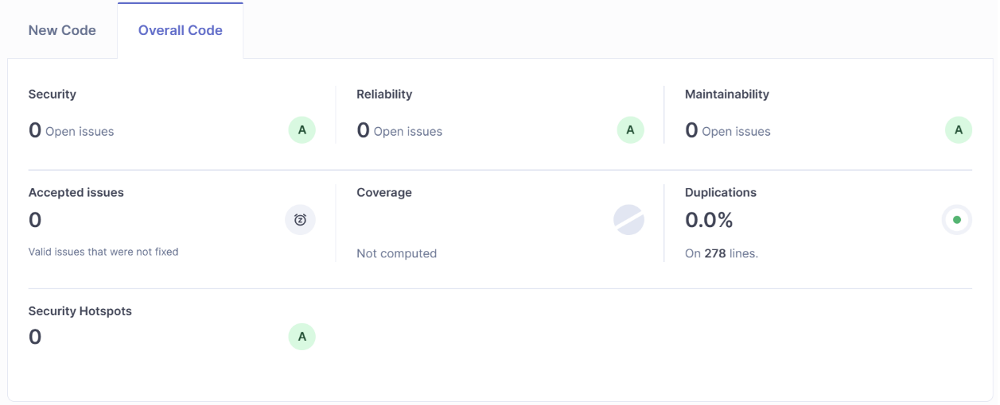 New Code
Overall Code
Security
Reliability
Maintainability
0 Open issues
A
0 Open issues
A
0 Open issues
A
Accepted issues
Coverage
Duplications
0
z
0.0%
Valid issues that were not fixed
Not computed
On 278 lines.
Security Hotspots
0
A